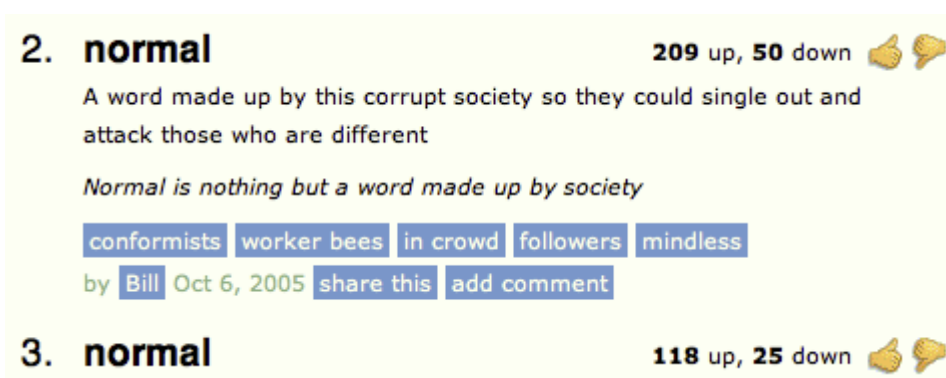 2. normal 209 up, 50 down
A word made up by this corrupt society so they could single out and
attack those who are different
Normal is nothing but a word made up by society
conformists worker bees in crowd followers mindless
by Bill Oct 6, 2005 share this add comment
3. normal 118 up, 25 down